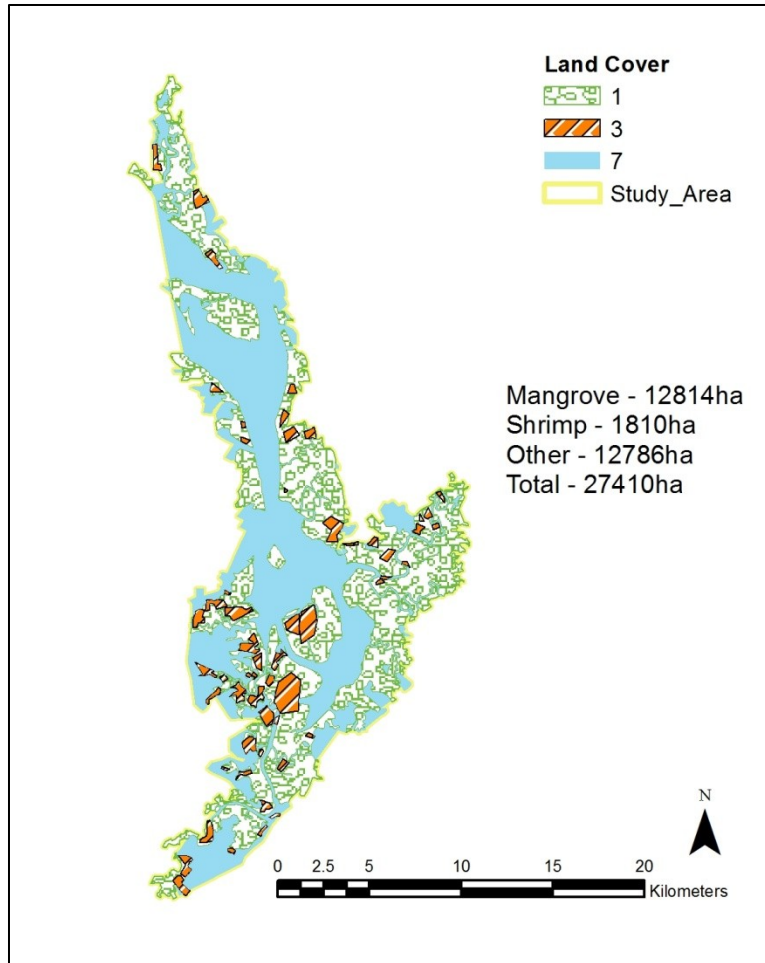 Land Cover
1
3
7
Study_Area
Mangrove - 12814ha
Shrimp - 1810ha
Other - 12786ha
Total - 27410ha
N
0 2.5 5 10 15 20
Kilometers